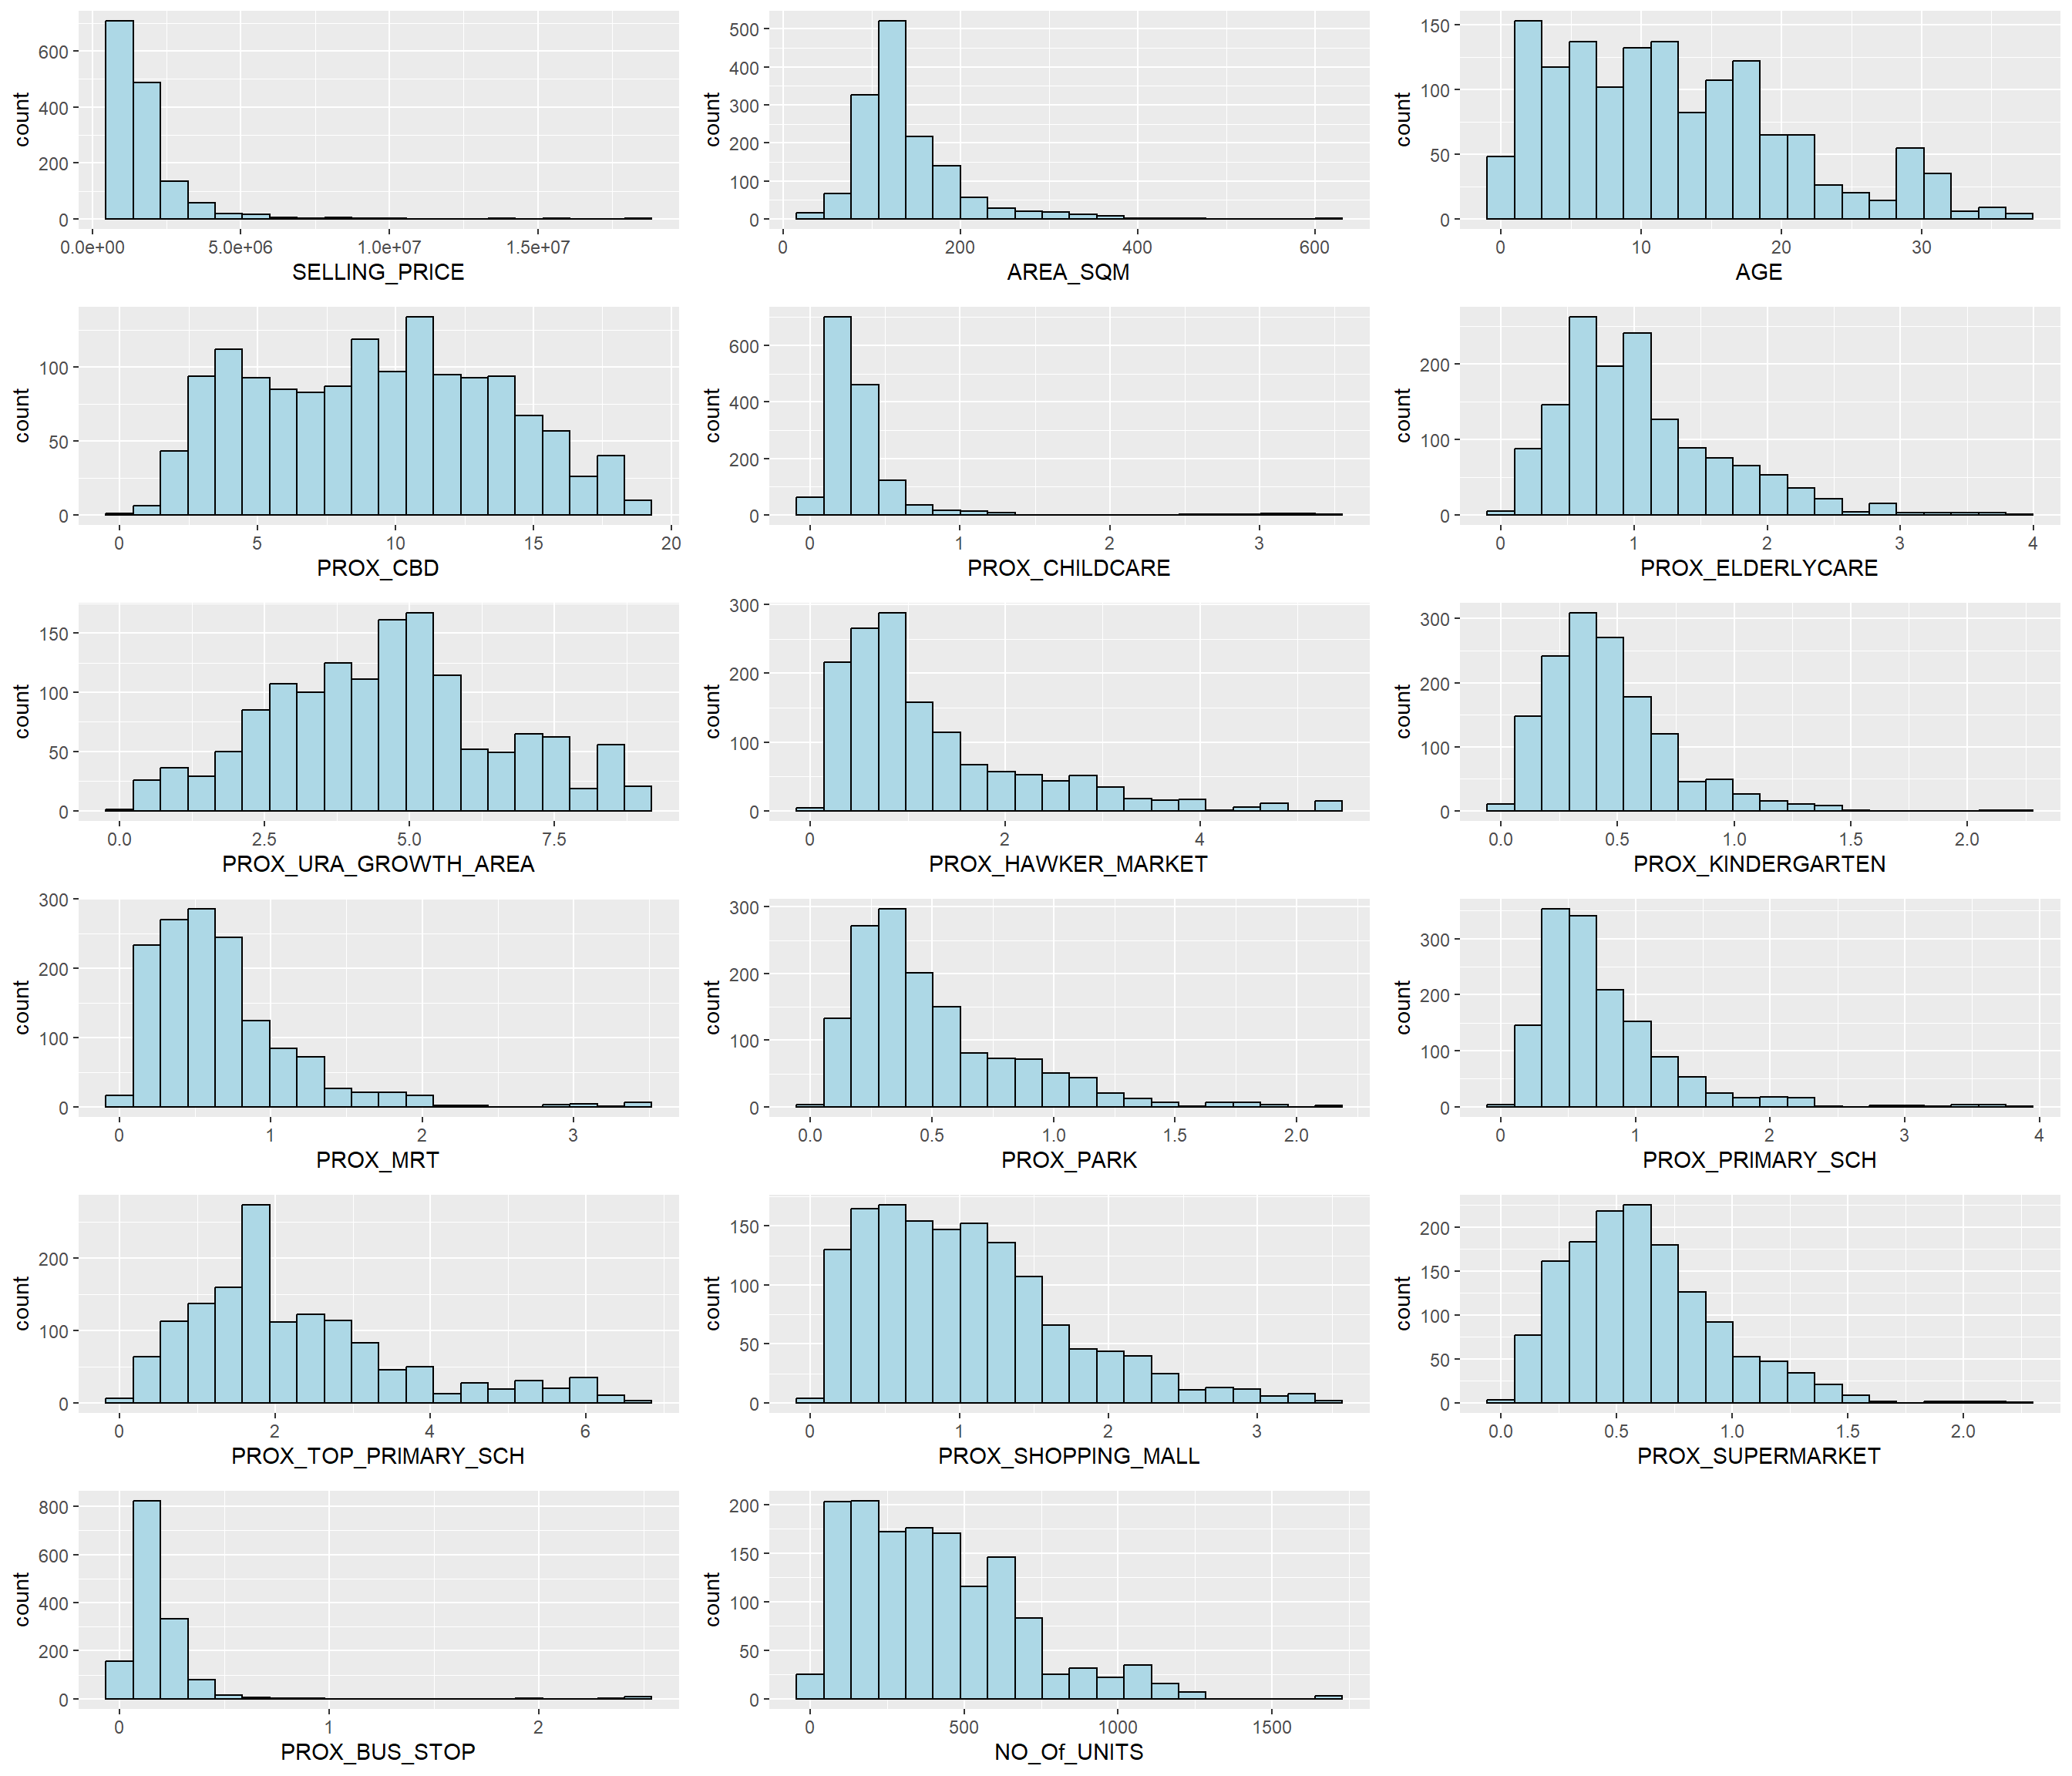 count
600
400
200
0
0.0e+00 5.0e+06 1.0e+07 1.5e+07
SELLING_PRICE
count
500
400
300
200
100
0
0 200 400 600
AREA_SQM
count
150
100
50
0
0 10 20 30
AGE
count
100
50
0
0 5 10 15 20
PROX_CBD
count
600
400
200
0
0 1 2 3
PROX_CHILDCARE
count
200
100
0
0 1 2 3 4
PROX_ELDERLYCARE
count
150
100
50
0
0.0 2.5 5.0 7.5
PROX_URA_GROWTH_AREA
count
300
200
100
0
0 2 4
PROX_HAWKER_MARKET
count
300
200
100
0
0.0 0.5 1.0 1.5 2.0
PROX_KINDERGARTEN
count
300
200
100
0
0 1 2 3
PROX_MRT
count
300
200
100
0
0.0 0.5 1.0 1.5 2.0
PROX_PARK
count
300
200
100
0
0 1 2 3 4
PROX_PRIMARY_SCH
count
200
100
0
0 2 4 6
PROX_TOP_PRIMARY_SCH
count
150
100
50
0
0 1 2 3
PROX_SHOPPING_MALL
count
200
150
100
50
0
0.0 0.5 1.0 1.5 2.0
PROX_SUPERMARKET
count
800
600
400
200
0
0 1 2
PROX_BUS_STOP
count
200
150
100
50
0
0 500 1000 1500
NO_Of_UNITS